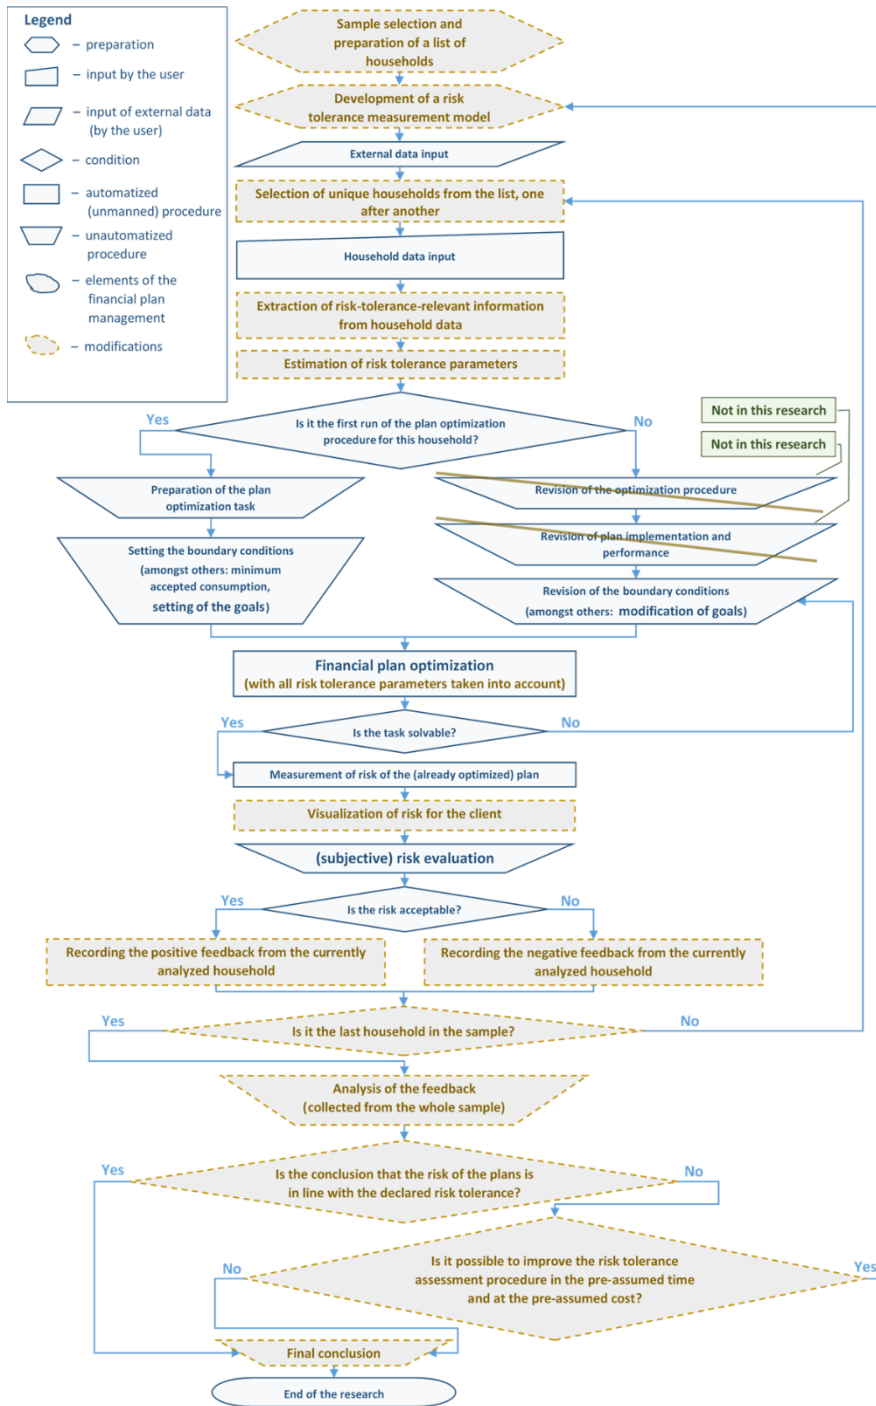 Legend
– preparation
– input by the user
– input of external data
(by the user)
– condition
– automatized
(unmanned) procedure
– unautomatized
procedure
– elements of the
financial plan
management
– modifications
Sample selection and
preparation of a list of
households
Development of a risk
tolerance measurement model
External data input
Selection of unique households from the list, one
after another
Household data input
Extraction of risk-tolerance-relevant information
from household data
Estimation of risk tolerance parameters
Yes
Is it the first run of the plan optimization
procedure for this household?
No
Not in this research
Not in this research
Preparation of the plan
optimization task
Revision of the optimization procedure
Setting the boundary conditions
(amongst others: minimum
accepted consumption,
setting of the goals)
Revision of plan implementation and
performance
Revision of the boundary conditions
(amongst others: modification of goals)
Financial plan optimization
(with all risk tolerance parameters taken into account)
Yes
Is the task solvable?
No
Measurement of risk of the (already optimized) plan
Visualization of risk for the client
(subjective) risk evaluation
Yes
Is the risk acceptable?
No
Recording the positive feedback from the currently
analyzed household
Recording the negative feedback from the currently
analyzed household
Yes
Is it the last household in the sample?
No
Analysis of the feedback
(collected from the whole sample)
Yes
Is the conclusion that the risk of the plans is
in line with the declared risk tolerance?
No
No
Is it possible to improve the risk tolerance
assessment procedure in the pre-assumed time
and at the pre-assumed cost?
Yes
Final conclusion
End of the research